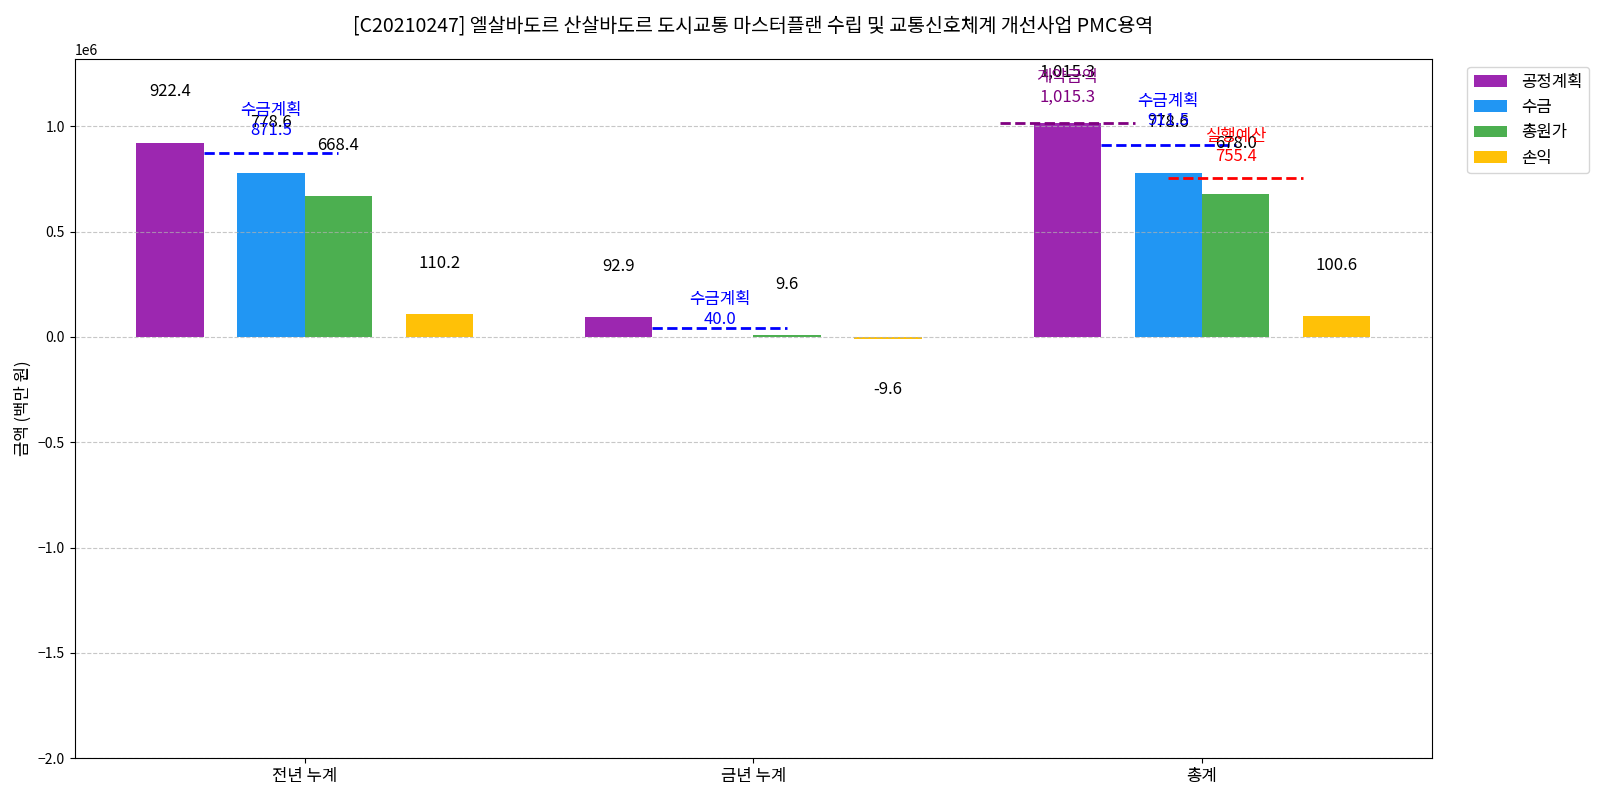 [C20210247] 엘살바도르 산살바도르 도시교통 마스터플랜 수립 및 교통신호체계 개선사업 PMC용역
1e6
공정계획
수금
총원가
손익
금액 (백만 원)
1.0
0.5
0.0
−0.5
−1.0
−1.5
−2.0
922.4
수금계획
778.6
871.5
668.4
110.2
92.9
수금계획
40.0
9.6
-9.6
1,015.3
계약금액
1,015.3
수금계획
911.5
778.6
실행예산
678.0
755.4
100.6
전년 누계
금년 누계
총계